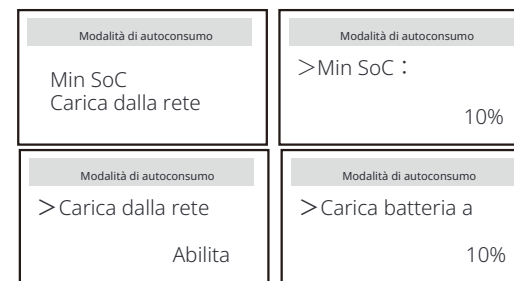 Modalità di autoconsumo
Min SoC
Carica dalla rete
Modalità di autoconsumo
>Min SoC：
10%
Modalità di autoconsumo
>Carica dalla rete
Abilita
Modalità di autoconsumo
>Carica batteria a
10%